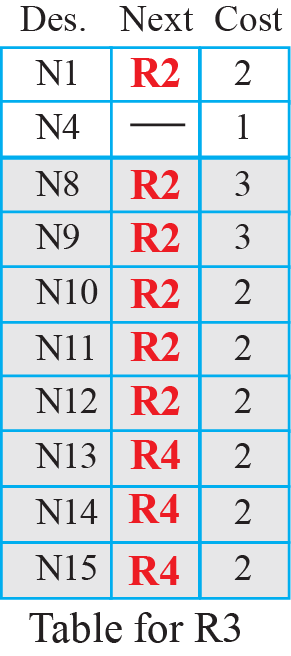 Des. Next Cost
N1 R2 2
N4 — 1
N8 R2 3
N9 R2 3
N10 R2 2
N11 R2 2
N12 R2 2
N13 R4 2
N14 R4 2
N15 R4 2
Table for R3